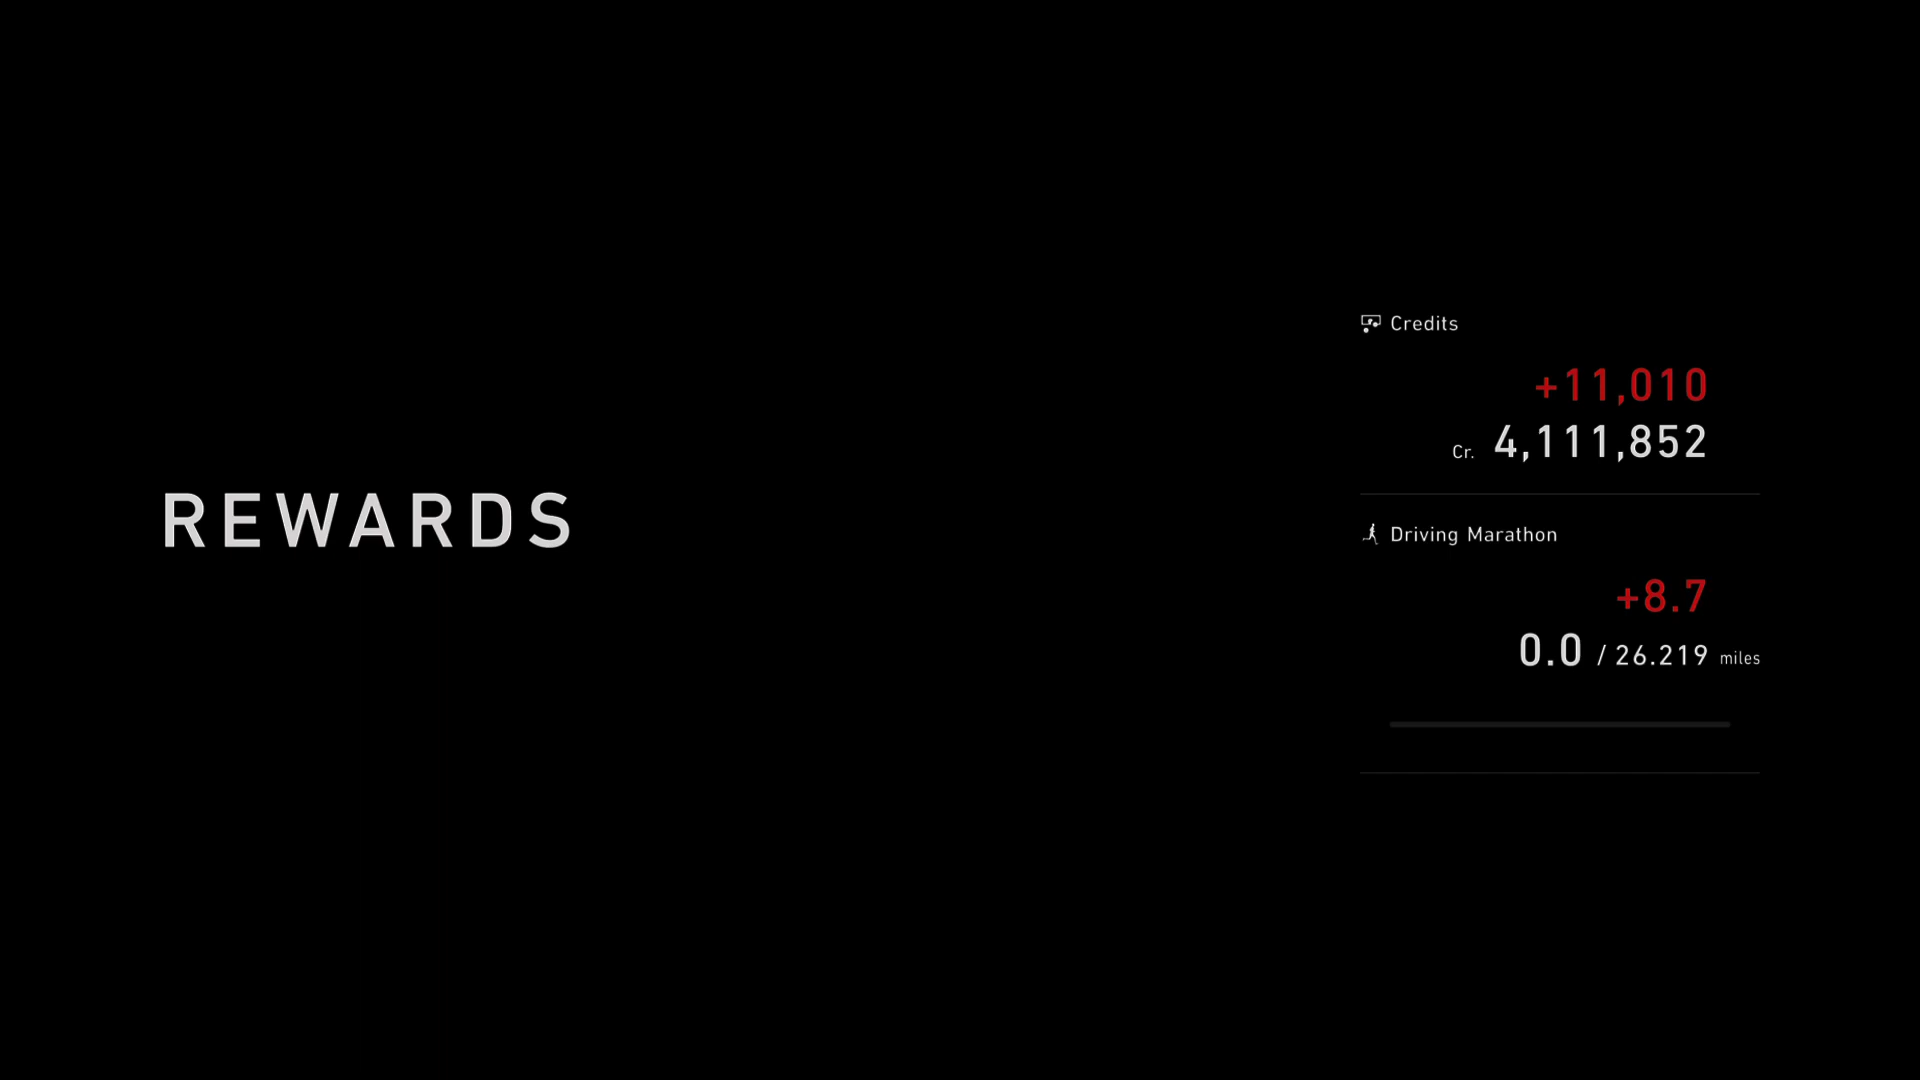 REWARDS
Credits
+11,010
Cr. 4,111,852
Driving Marathon
+8.7
0.0 / 26.219 miles